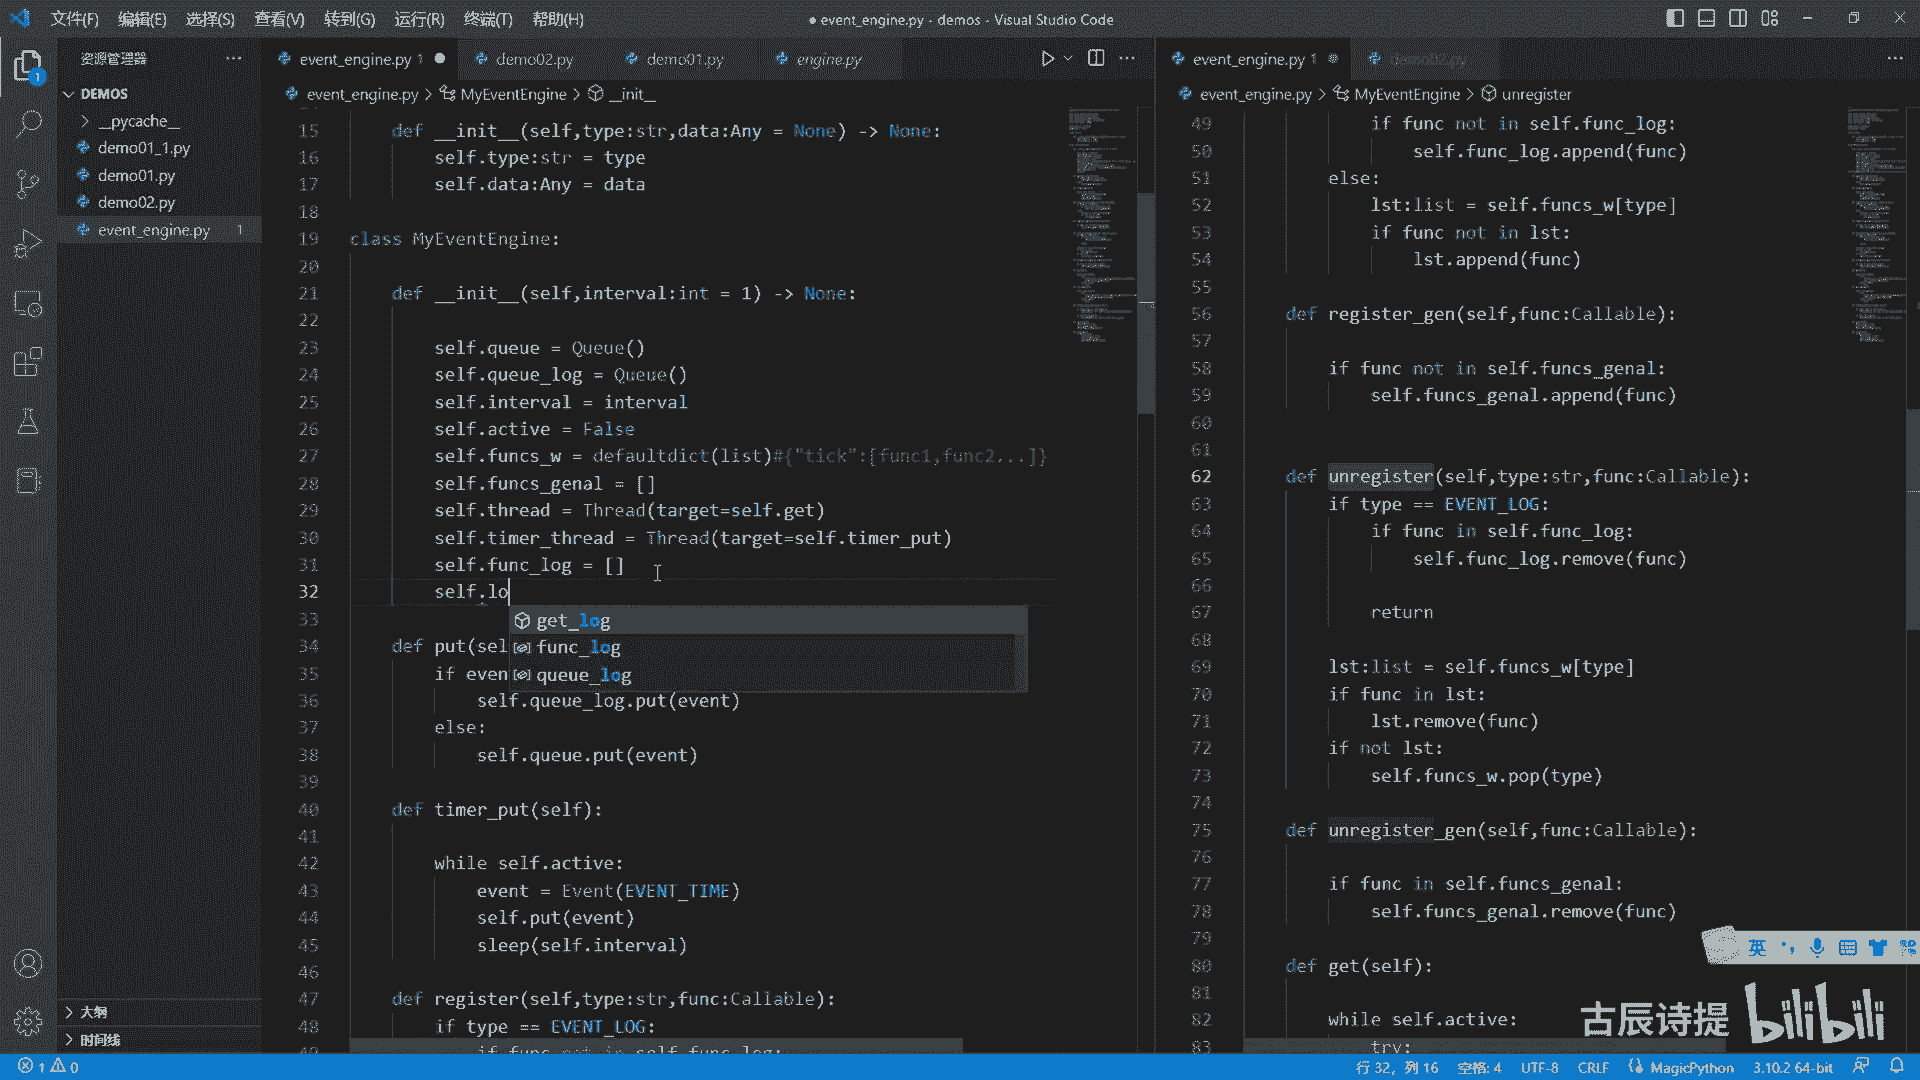 文件(F) 编辑(E) 选择(S) 查看(V) 转到(G) 运行(R) 终端(T) 帮助(H)
● event_engine.py - demos - Visual Studio Code
资源管理器
DEMOS
__pycache__
demo01_1.py
demo01.py
demo02.py
event_engine.py 1
大纲
时间线
event_engine.py 1 demo02.py demo01.py engine.py
event_engine.py > MyEventEngine > __init__
15 def __init__(self,type:str,data:Any = None) -> None:
16 self.type:str = type
17 self.data:Any = data
18
19 class MyEventEngine:
20
21 def __init__(self,interval:int = 1) -> None:
22
23 self.queue = Queue()
24 self.queue_log = Queue()
25 self.interval = interval
26 self.active = False
27 self.funcs_w = defaultdict(list)#{"tick":[func1,func2...]}
28 self.funcs_genal = []
29 self.thread = Thread(target=self.get)
30 self.timer_thread = Thread(target=self.timer_put)
31 self.func_log = []
32 self.lo
33
get_log
func_log
queue_log
34 def put(sel
35 if even
36 self.queue_log.put(event)
37 else:
38 self.queue.put(event)
39
40 def timer_put(self):
41
42 while self.active:
43 event = Event(EVENT_TIME)
44 self.put(event)
45 sleep(self.interval)
46
47 def register(self,type:str,func:Callable):
48 if type == EVENT_LOG:
49 if func not in self.func_log:
event_engine.py 1 demo02.py
event_engine.py > MyEventEngine > unregister
49 if func not in self.func_log:
50 self.func_log.append(func)
51 else:
52 lst:list = self.funcs_w[type]
53 if func not in lst:
54 lst.append(func)
55
56 def register_gen(self,func:Callable):
57
58 if func not in self.funcs_genal:
59 self.funcs_genal.append(func)
60
61
62 def unregister(self,type:str,func:Callable):
63 if type == EVENT_LOG:
64 if func in self.func_log:
65 self.func_log.remove(func)
66
67 return
68
69 lst:list = self.funcs_w[type]
70 if func in lst:
71 lst.remove(func)
72 if not lst:
73 self.funcs_w.pop(type)
74
75 def unregister_gen(self,func:Callable):
76
77 if func in self.funcs_genal:
78 self.funcs_genal.remove(func)
79
80 def get(self):
81
82 while self.active:
83 try:
英
古辰诗提 bilibili
1 0
行 32，列 16 空格: 4 UTF-8 CRLF MagicPython 3.10.2 64-bit